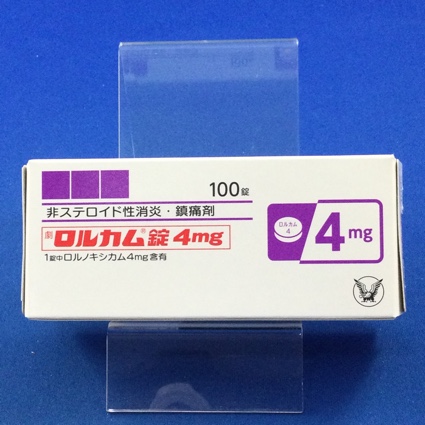 100錠
非ステロイド性消炎・鎮痛剤
劇 ロルカム®錠4mg
1錠中ロルノキシカム4mg含有
ロルカム
4
4mg